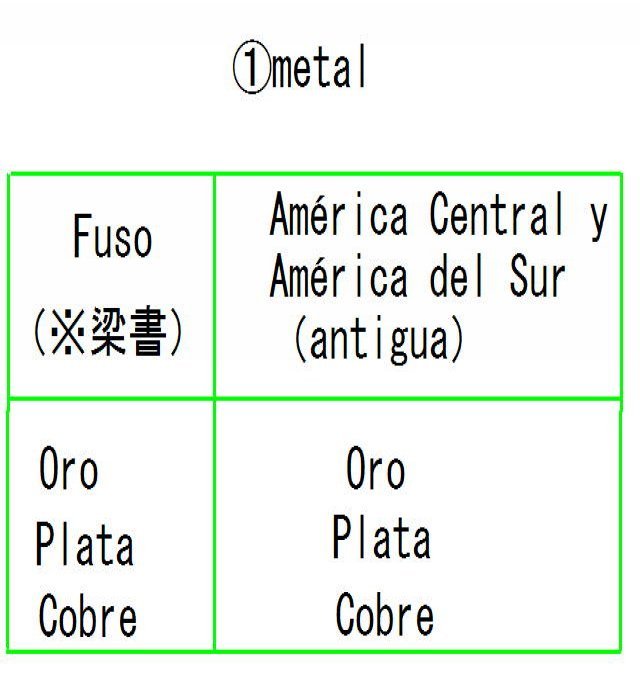 ①metal
Fuso
(※梁書)
América Central y
América del Sur
(antigua)
Oro
Plata
Cobre
Oro
Plata
Cobre